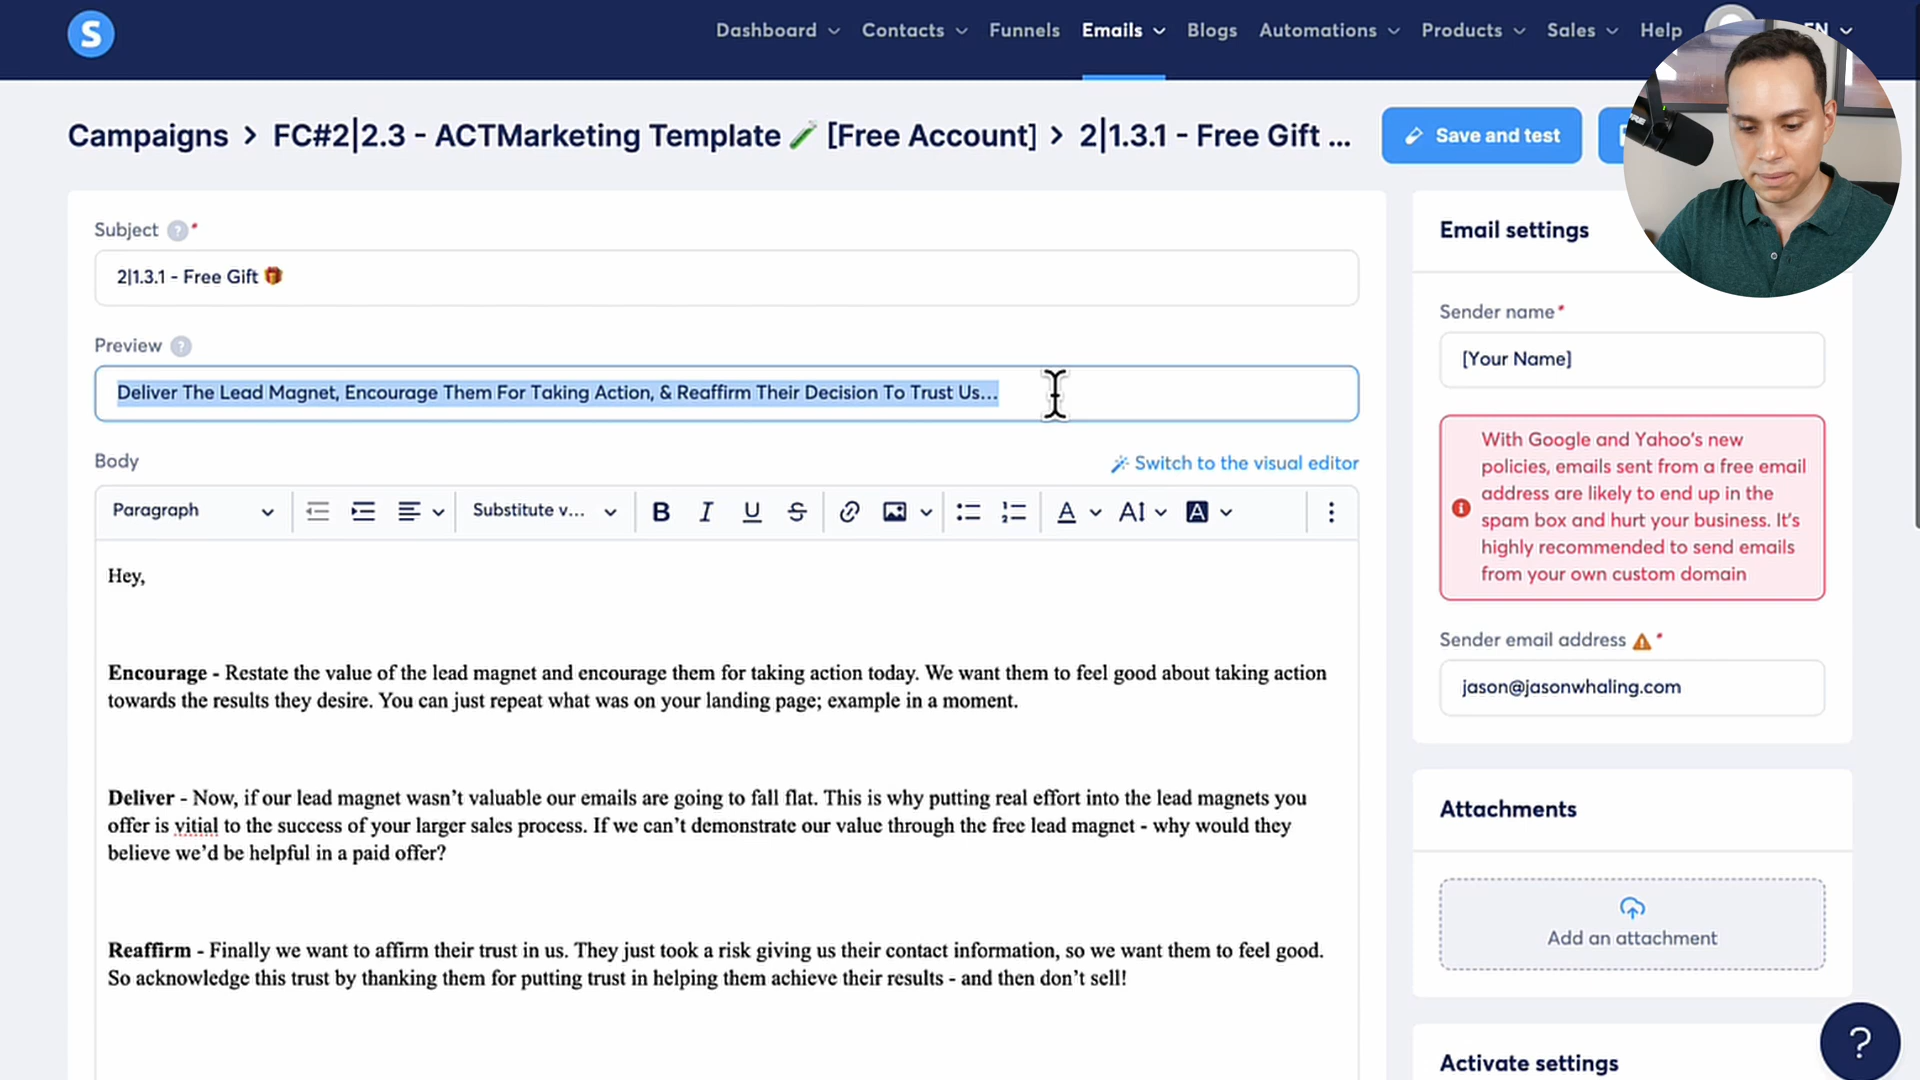 S
Dashboard Contacts Funnels Emails Blogs Automations Products Sales Help EN
Campaigns > FC#2|2.3 - ACTMarketing Template 🧪 [Free Account] > 2|1.3.1 - Free Gift ...
Save and test
Subject ? *
2|1.3.1 - Free Gift 🎁
Preview ?
Deliver The Lead Magnet, Encourage Them For Taking Action, & Reaffirm Their Decision To Trust Us...
Body
Switch to the visual editor
Paragraph
Substitute v...
B I U S A AI A
Hey,
Encourage - Restate the value of the lead magnet and encourage them for taking action today. We want them to feel good about taking action
towards the results they desire. You can just repeat what was on your landing page; example in a moment.
Deliver - Now, if our lead magnet wasn't valuable our emails are going to fall flat. This is why putting real effort into the lead magnets you
offer is vitial to the success of your larger sales process. If we can't demonstrate our value through the free lead magnet - why would they
believe we'd be helpful in a paid offer?
Reaffirm - Finally we want to affirm their trust in us. They just took a risk giving us their contact information, so we want them to feel good.
So acknowledge this trust by thanking them for putting trust in helping them achieve their results - and then don't sell!
Email settings
Sender name*
[Your Name]
With Google and Yahoo's new
policies, emails sent from a free email
address are likely to end up in the
spam box and hurt your business. It's
highly recommended to send emails
from your own custom domain
Sender email address *
jason@jasonwhaling.com
Attachments
Add an attachment
Activate settings
?